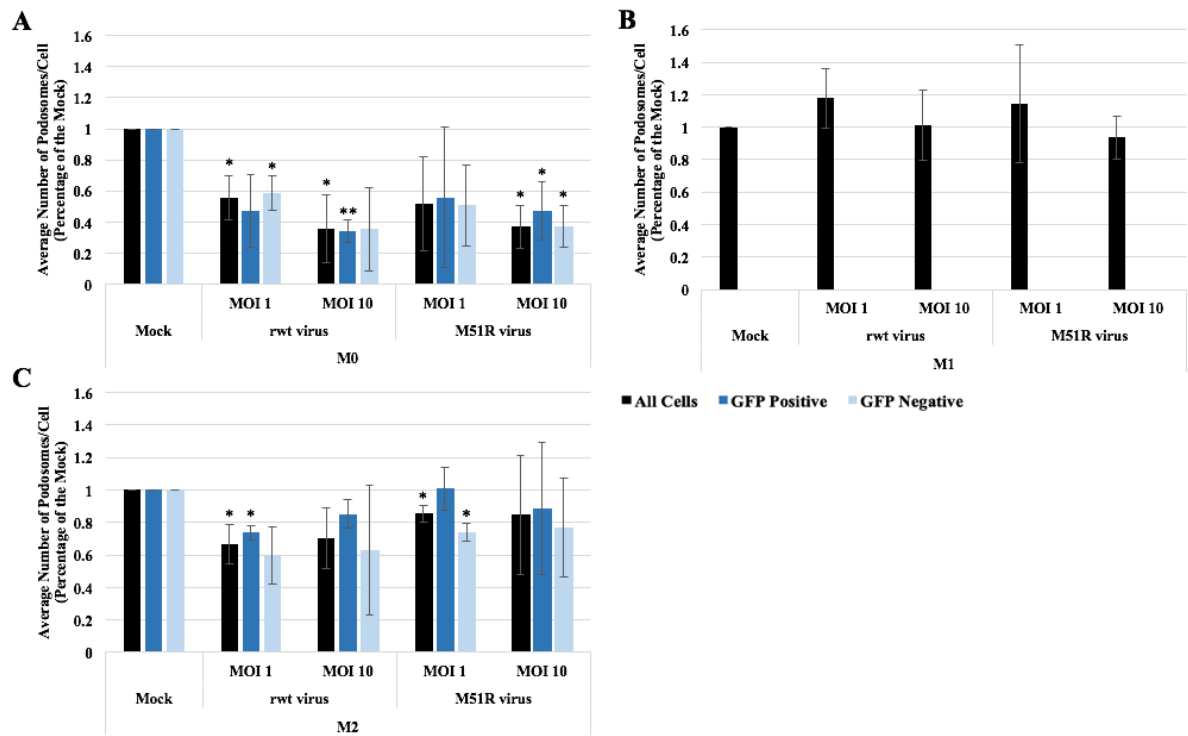 A
Average Number of Podosomes/Cell
(Percentage of the Mock)
1.6
1.4
1.2
1
0.8
0.6
0.4
0.2
0
* * * ** * * *
MOI 1 MOI 10 MOI 1 MOI 10
Mock rwt virus M51R virus
M0
B
Average Number of Podosomes/Cell
(Percentage of the Mock)
1.6
1.4
1.2
1
0.8
0.6
0.4
0.2
0
MOI 1 MOI 10 MOI 1 MOI 10
Mock rwt virus M51R virus
M1
All Cells GFP Positive GFP Negative
C
Average Number of Podosomes/Cell
(Percentage of the Mock)
1.6
1.4
1.2
1
0.8
0.6
0.4
0.2
0
* * * *
MOI 1 MOI 10 MOI 1 MOI 10
Mock rwt virus M51R virus
M2